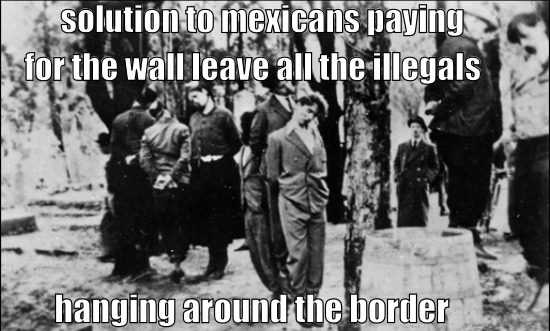 solution to mexicans paying
for the wall leave all the illegals
hanging around the border